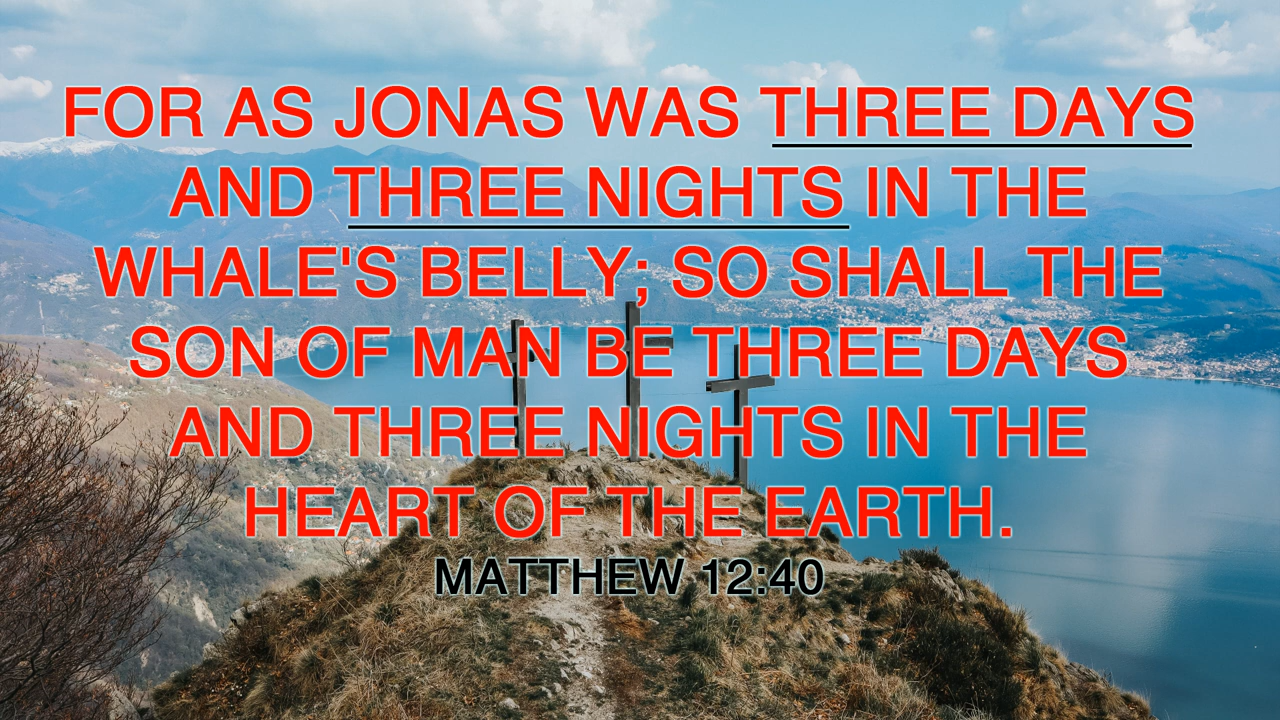 FOR AS JONAS WAS THREE DAYS
AND THREE NIGHTS IN THE
WHALE'S BELLY; SO SHALL THE
SON OF MAN BE THREE DAYS
AND THREE NIGHTS IN THE
HEART OF THE EARTH.
MATTHEW 12:40